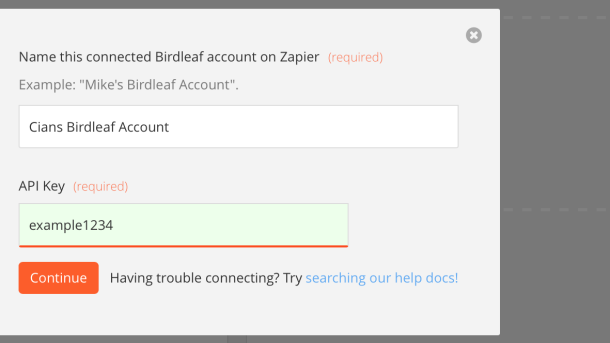 Name this connected Birdleaf account on Zapier (required)
Example: "Mike's Birdleaf Account".
Cians Birdleaf Account
API Key (required)
example1234
Continue Having trouble connecting? Try searching our help docs!